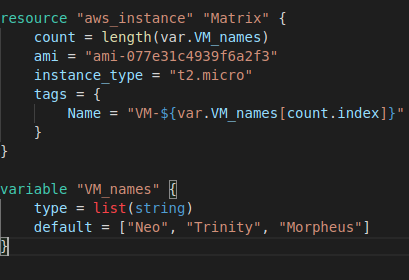 resource "aws_instance" "Matrix" {
    count = length(var.VM_names)
    ami = "ami-077e31c4939f6a2f3"
    instance_type = "t2.micro"
    tags = {
        Name = "VM-${var.VM_names[count.index]}"
    }
}
variable "VM_names" {
    type = list(string)
    default = ["Neo", "Trinity", "Morpheus"]
}